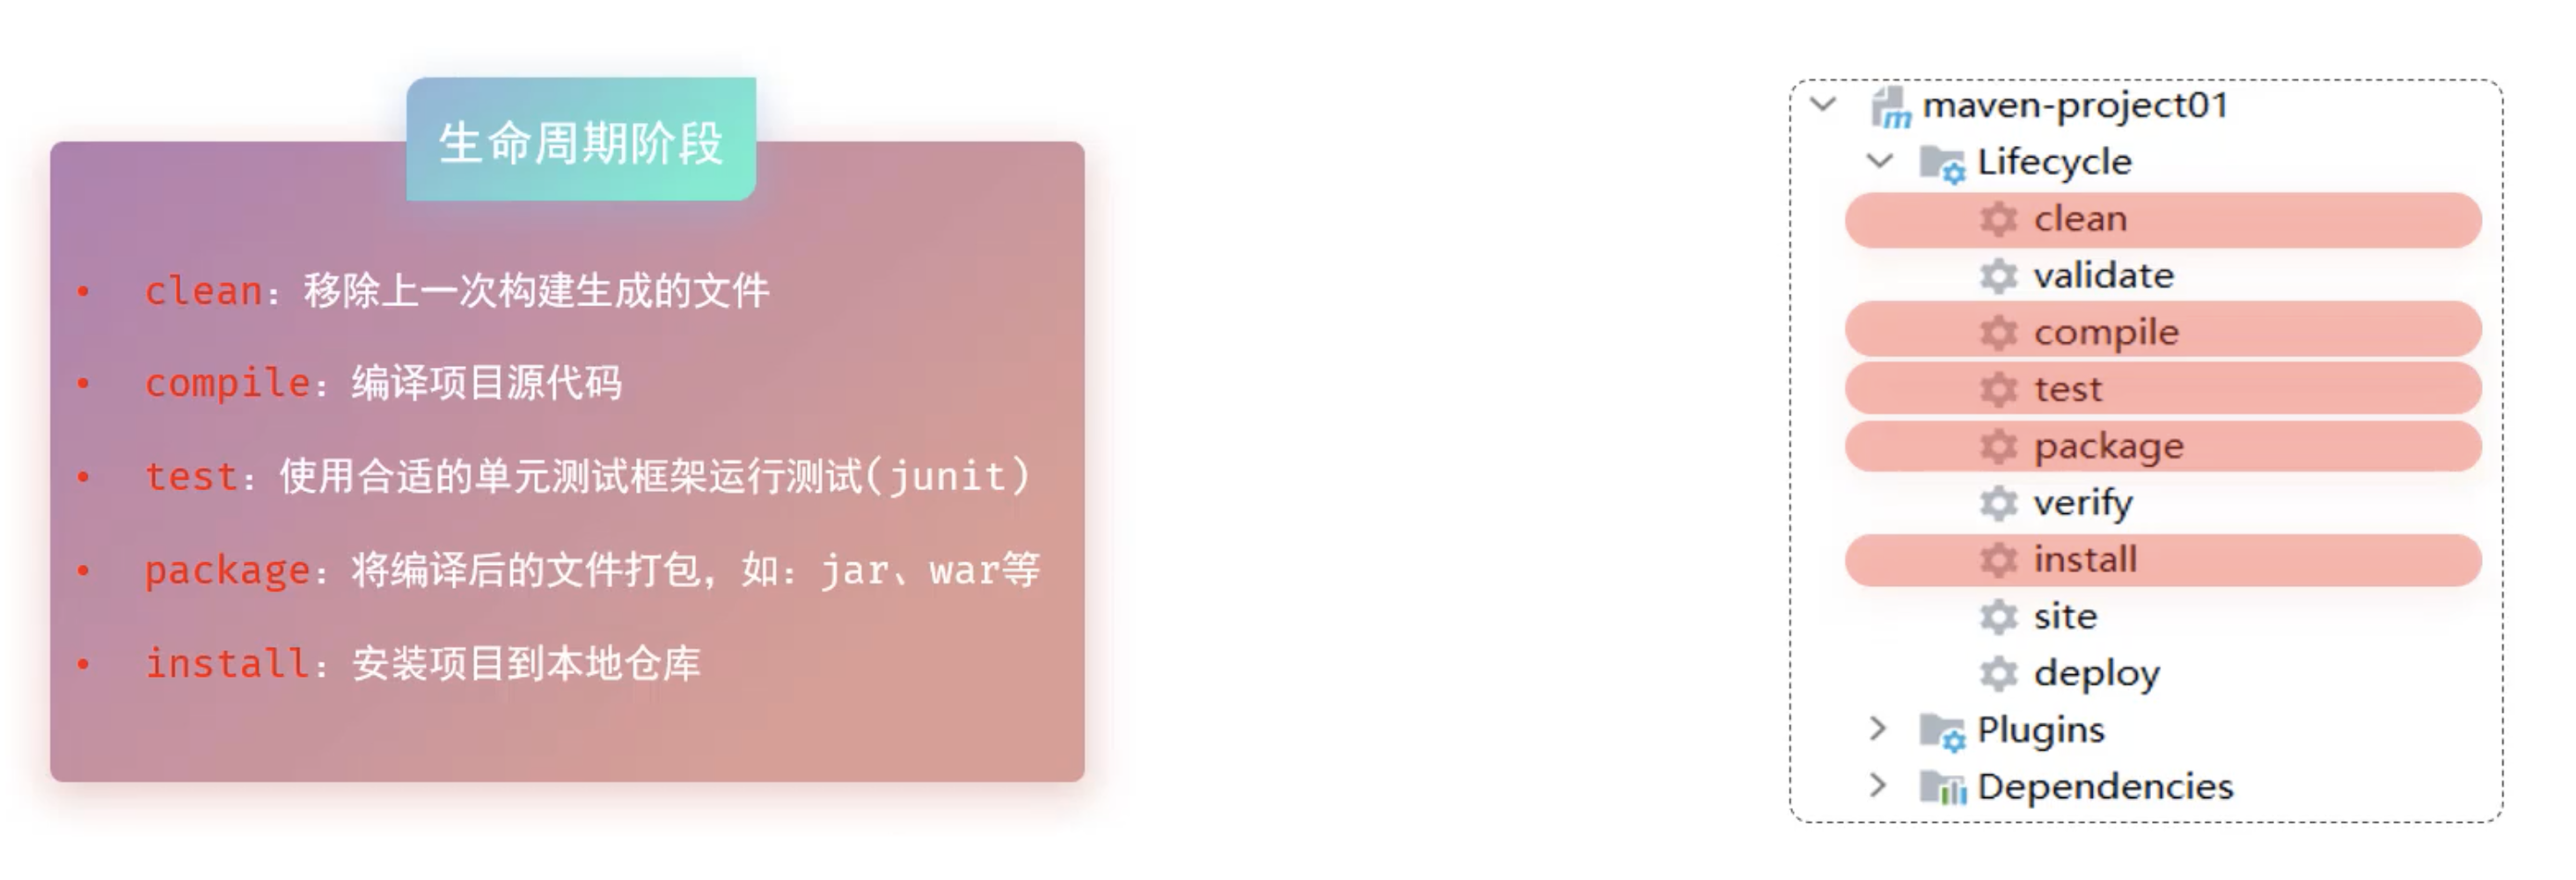 生命周期阶段
• clean：移除上一次构建生成的文件
• compile：编译项目源代码
• test：使用合适的单元测试框架运行测试(junit)
• package：将编译后的文件打包，如：jar、war等
• install：安装项目到本地仓库
maven-project01
Lifecycle
clean
validate
compile
test
package
verify
install
site
deploy
Plugins
Dependencies